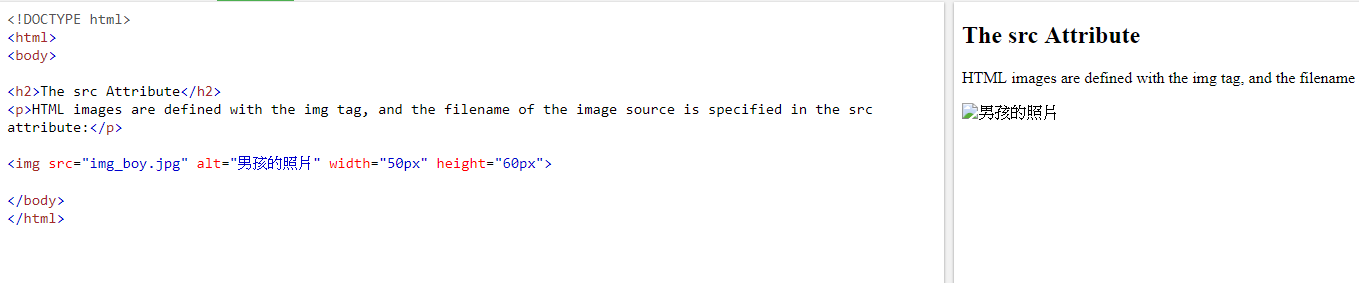 <!DOCTYPE html>
<html>
<body>
<h2>The src Attribute</h2>
<p>HTML images are defined with the img tag, and the filename of the image source is specified in the src
attribute:</p>
<img src="img_boy.jpg" alt="男孩的照片" width="50px" height="60px">
</body>
</html>
The src Attribute
HTML images are defined with the img tag, and the filename
男孩的照片